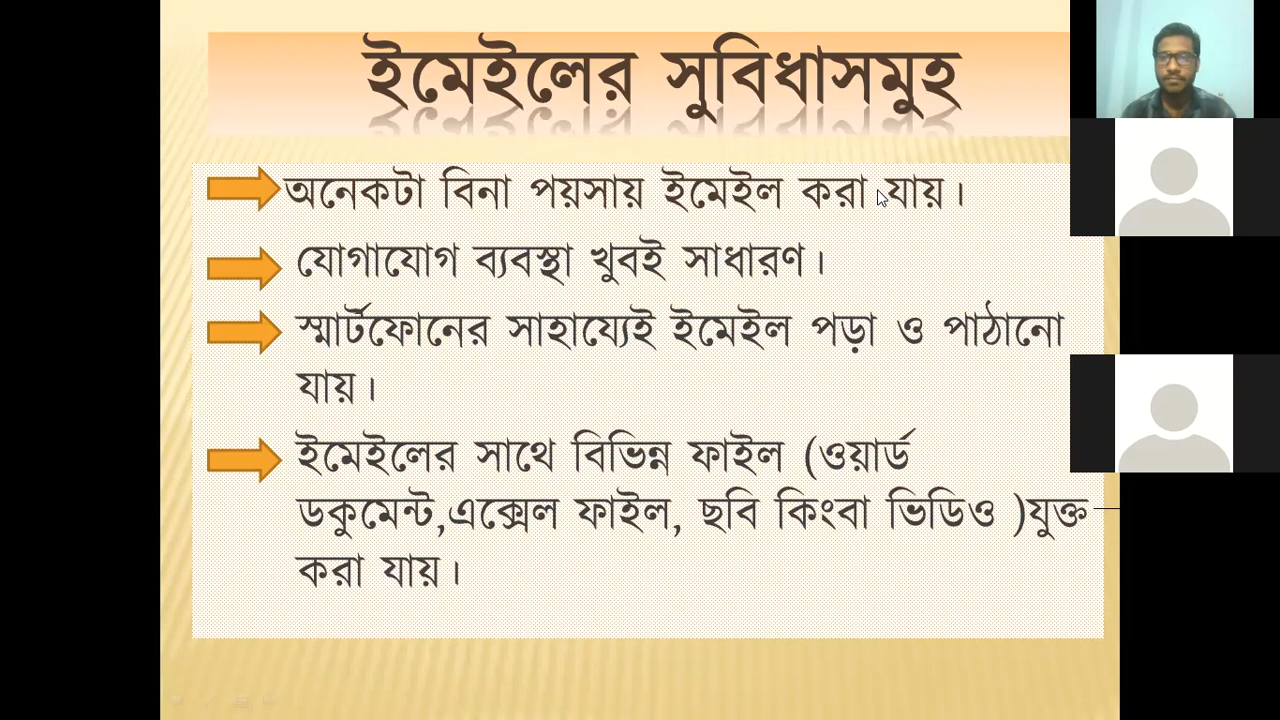 ইমেইলের সুবিধাসমুহ
অনেকটা বিনা পয়সায় ইমেইল করা যায়।
যোগাযোগ ব্যবস্থা খুবই সাধারণ।
স্মার্টফোনের সাহায্যেই ইমেইল পড়া ও পাঠানো
যায়।
ইমেইলের সাথে বিভিন্ন ফাইল (ওয়ার্ড
ডকুমেন্ট,এক্সেল ফাইল, ছবি কিংবা ভিডিও )যুক্ত
করা যায়।